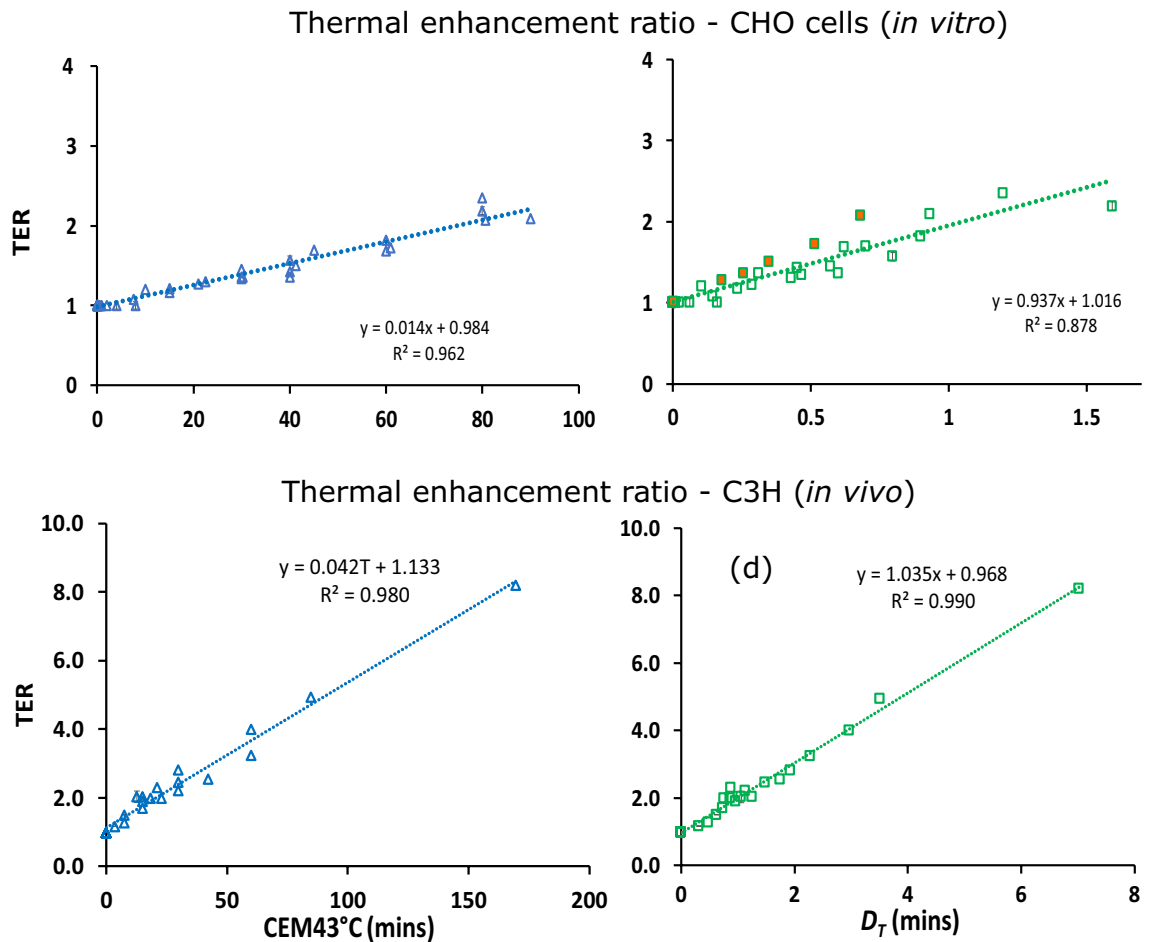 Thermal enhancement ratio - CHO cells (in vitro)
TER
4
3
2
1
0
0 20 40 60 80 100
y = 0.014x + 0.984
R² = 0.962
4
3
2
1
0
0 0.5 1 1.5
y = 0.937x + 1.016
R² = 0.878
Thermal enhancement ratio - C3H (in vivo)
TER
10.0
8.0
6.0
4.0
2.0
0.0
0 50 100 150 200
y = 0.042T + 1.133
R² = 0.980
CEM43°C (mins)
10.0
8.0
6.0
4.0
2.0
0.0
0 2 4 6 8
(d)
y = 1.035x + 0.968
R² = 0.990
D_T (mins)